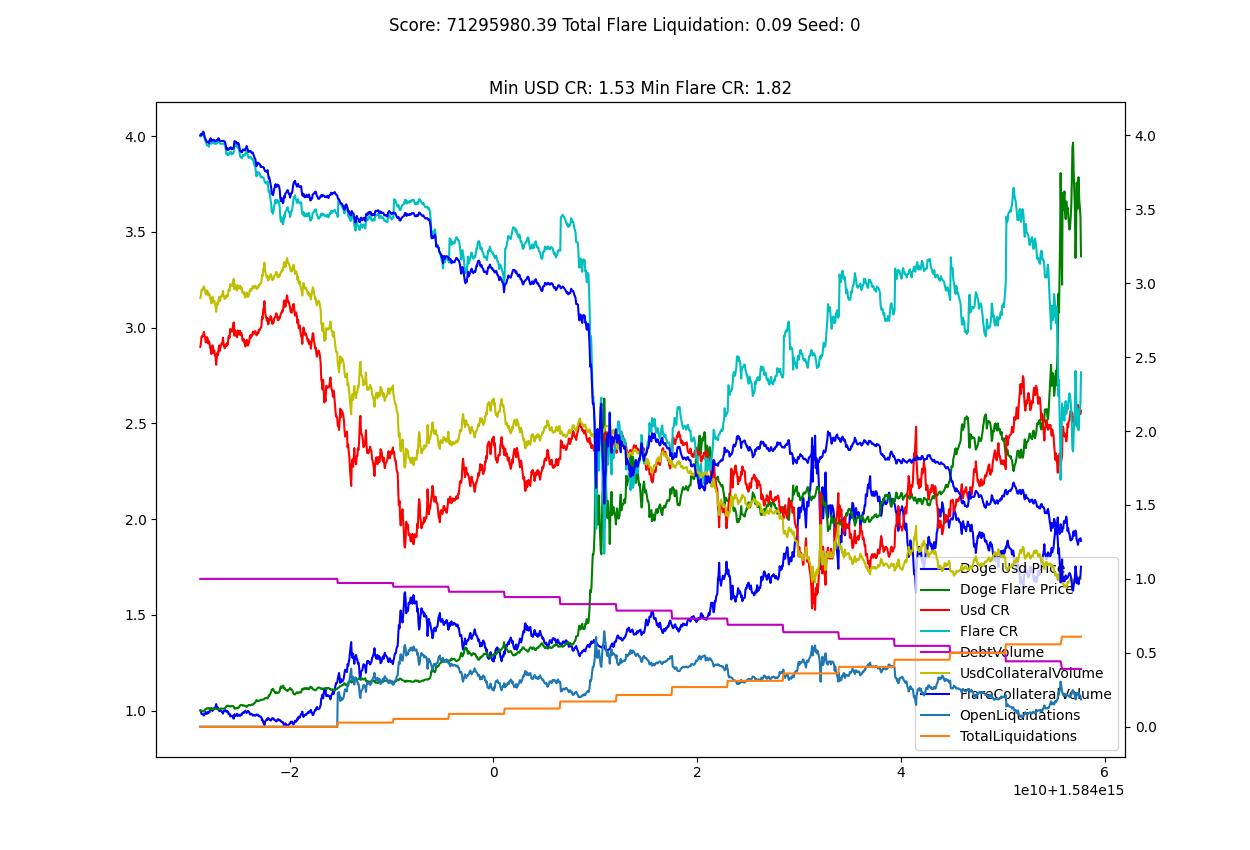 Score: 71295980.39 Total Flare Liquidation: 0.09 Seed: 0
Min USD CR: 1.53 Min Flare CR: 1.82
4.0
3.5
3.0
2.5
2.0
1.5
1.0
4.0
3.5
3.0
2.5
2.0
1.5
1.0
0.5
0.0
Doge Usd Price
Doge Flare Price
Usd CR
Flare CR
DebtVolume
UsdCollateralVolume
FlareCollateralVolume
OpenLiquidations
TotalLiquidations
−2
0
2
4
6
1e10+1.584e15